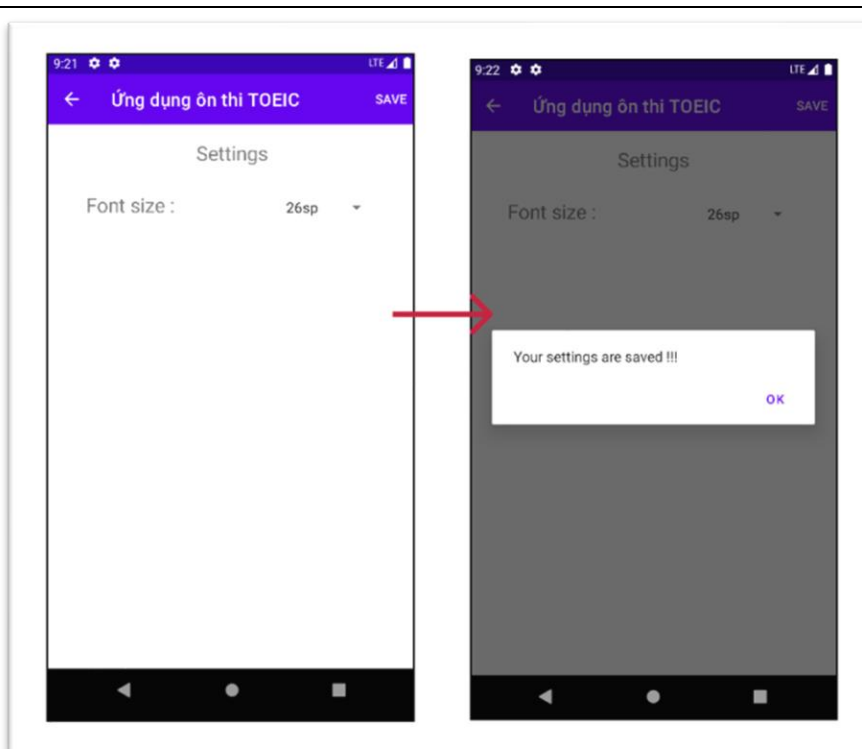 9:21 LTE
Ứng dụng ôn thi TOEIC SAVE
Settings
Font size : 26sp
9:22 LTE
Ứng dụng ôn thi TOEIC SAVE
Settings
Font size : 26sp
Your settings are saved !!!
OK